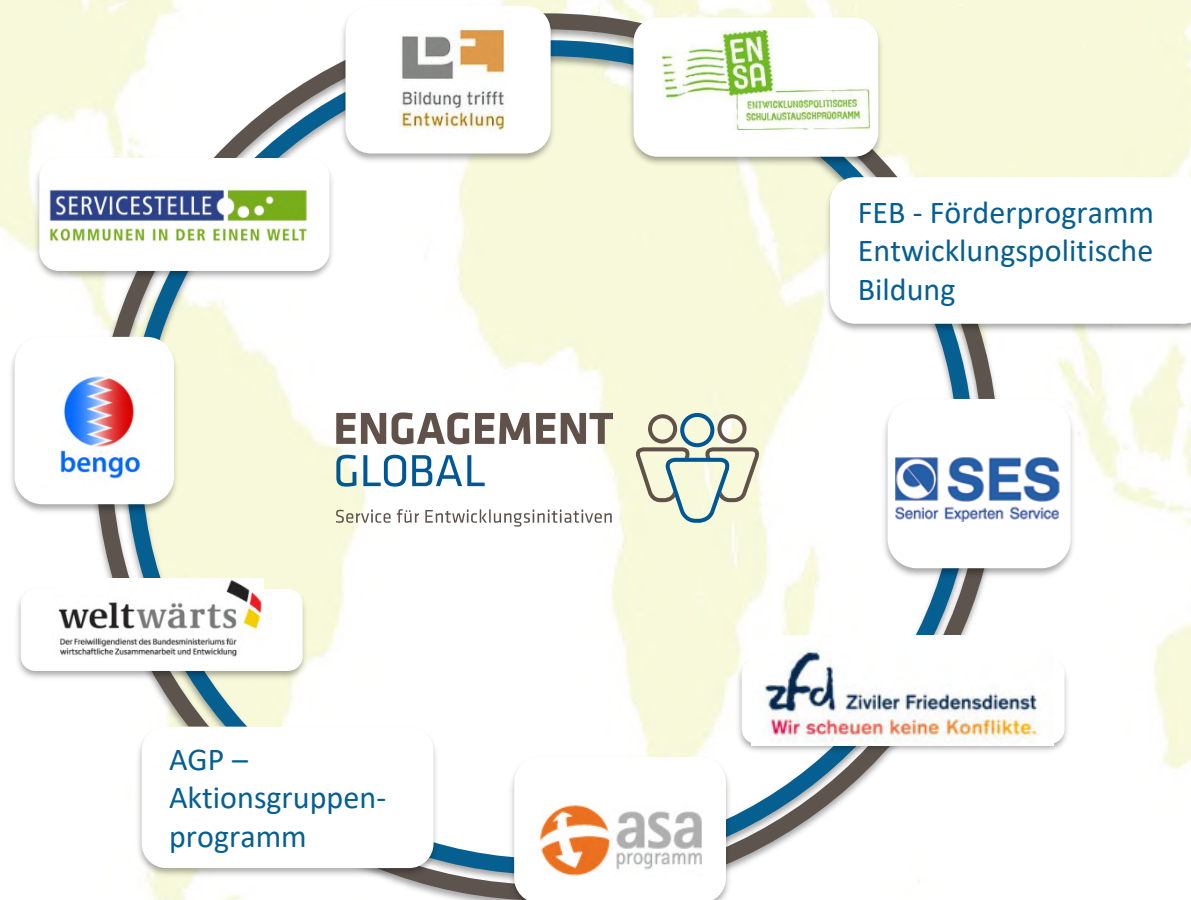 Bildung trifft
Entwicklung
EN
SA
ENTWICKLUNGSPOLITISCHES
SCHULAUSTAUSCHPROGRAMM
FEB - Förderprogramm
Entwicklungspolitische
Bildung
SERVICESTELLE
KOMMUNEN IN DER EINEN WELT
bengo
ENGAGEMENT
GLOBAL
Service für Entwicklungsinitiativen
SES
Senior Experten Service
weltwärts
Der Freiwilligendienst des Bundesministeriums für
wirtschaftliche Zusammenarbeit und Entwicklung
zfd Ziviler Friedensdienst
Wir scheuen keine Konflikte.
AGP –
Aktionsgruppen-
programm
asa
programm